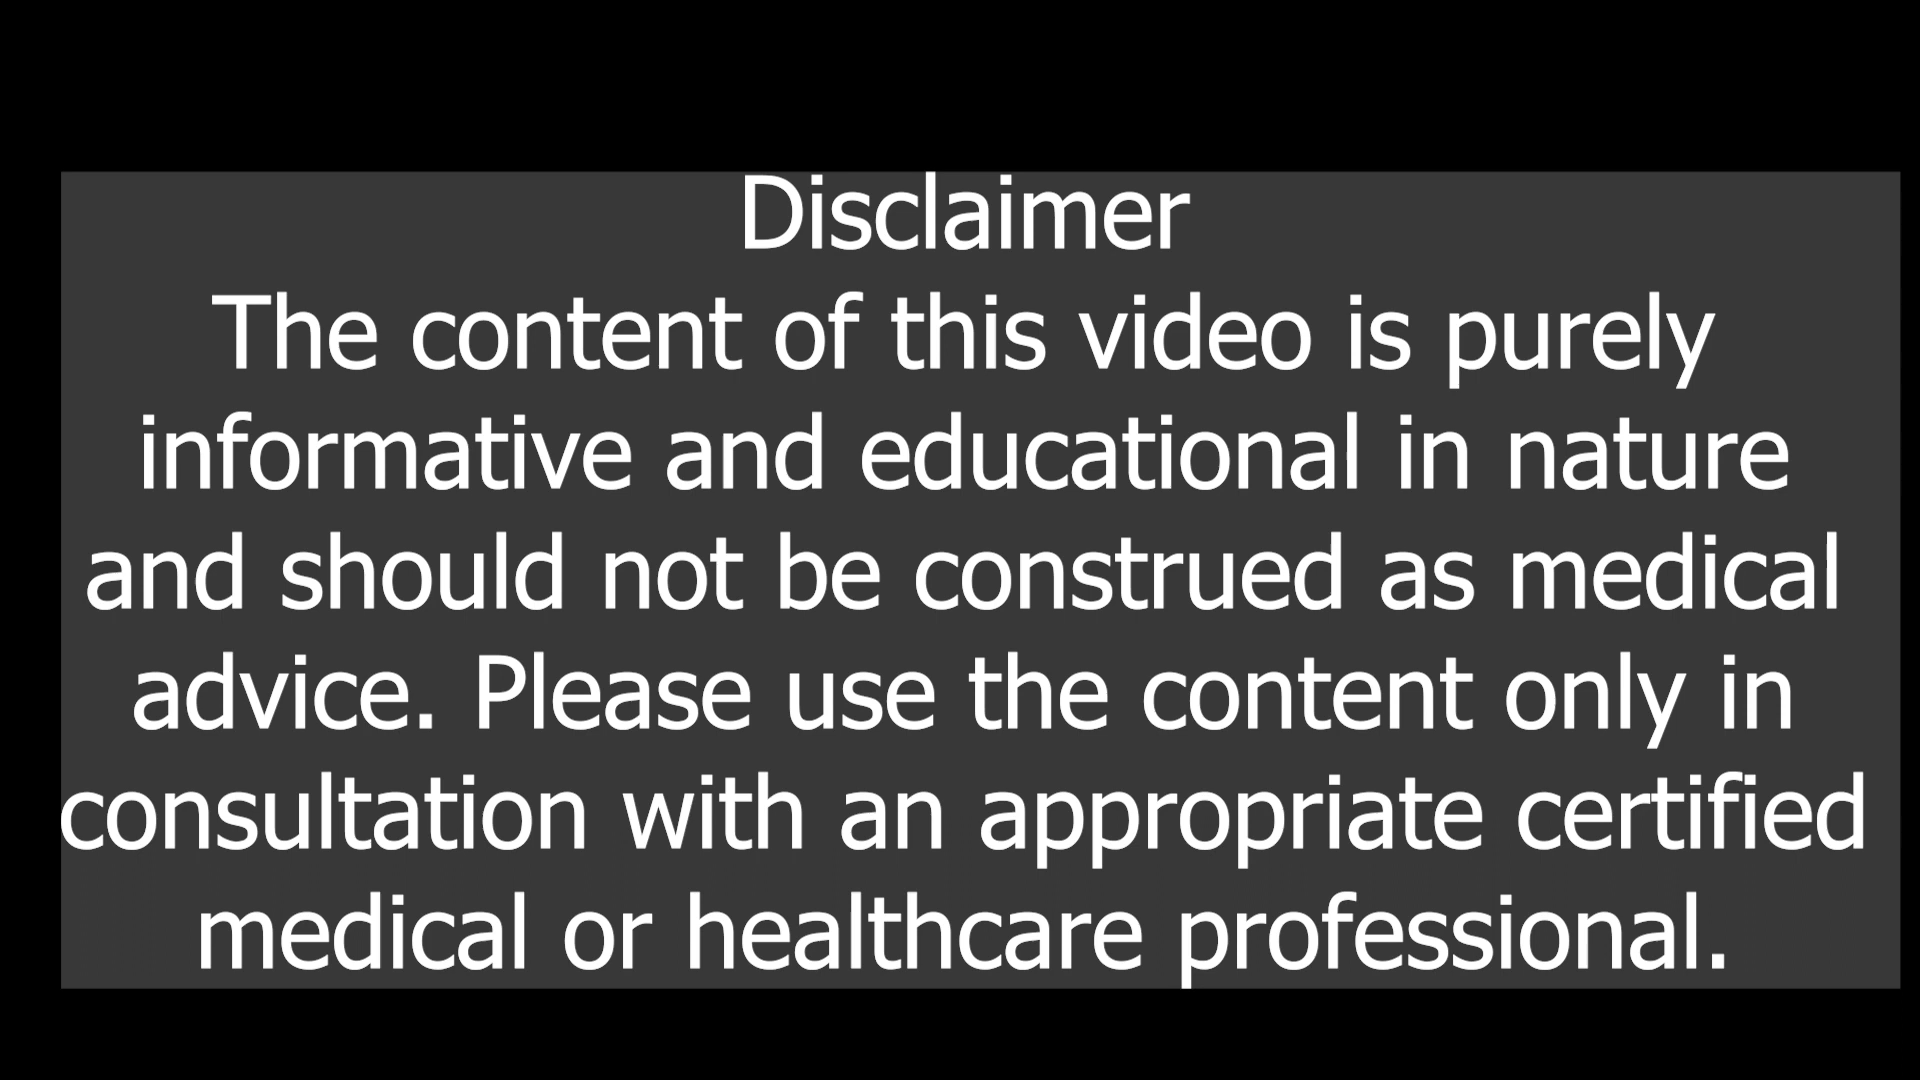 Disclaimer
The content of this video is purely
informative and educational in nature
and should not be construed as medical
advice. Please use the content only in
consultation with an appropriate certified
medical or healthcare professional.